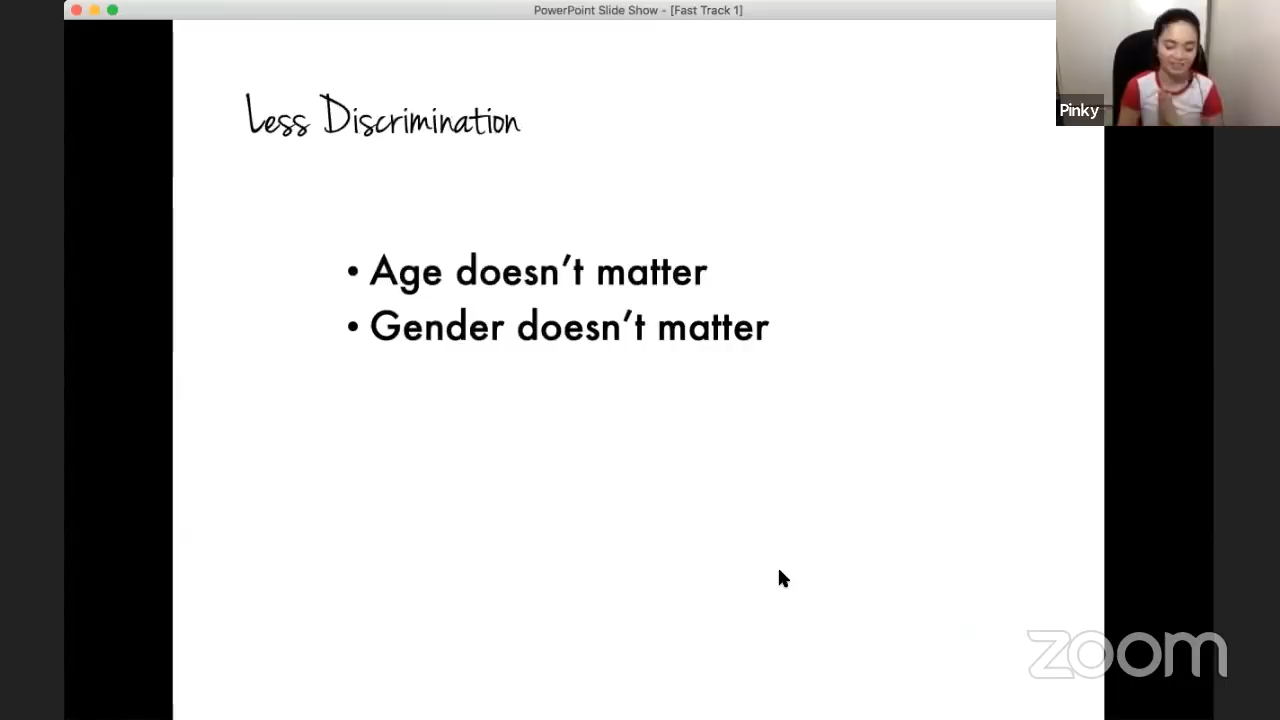 PowerPoint Slide Show - [Fast Track 1]
Less Discrimination
Pinky
• Age doesn’t matter
• Gender doesn’t matter
zoom